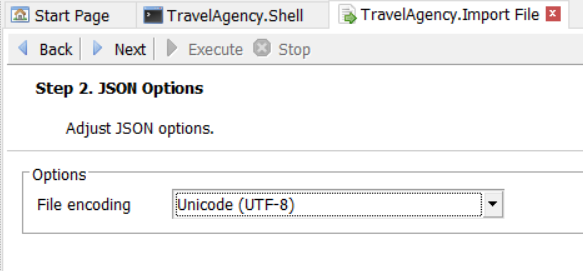 Start Page TravelAgency.Shell TravelAgency.Import File
Back Next Execute Stop
Step 2. JSON Options
Adjust JSON options.
Options
File encoding Unicode (UTF-8)